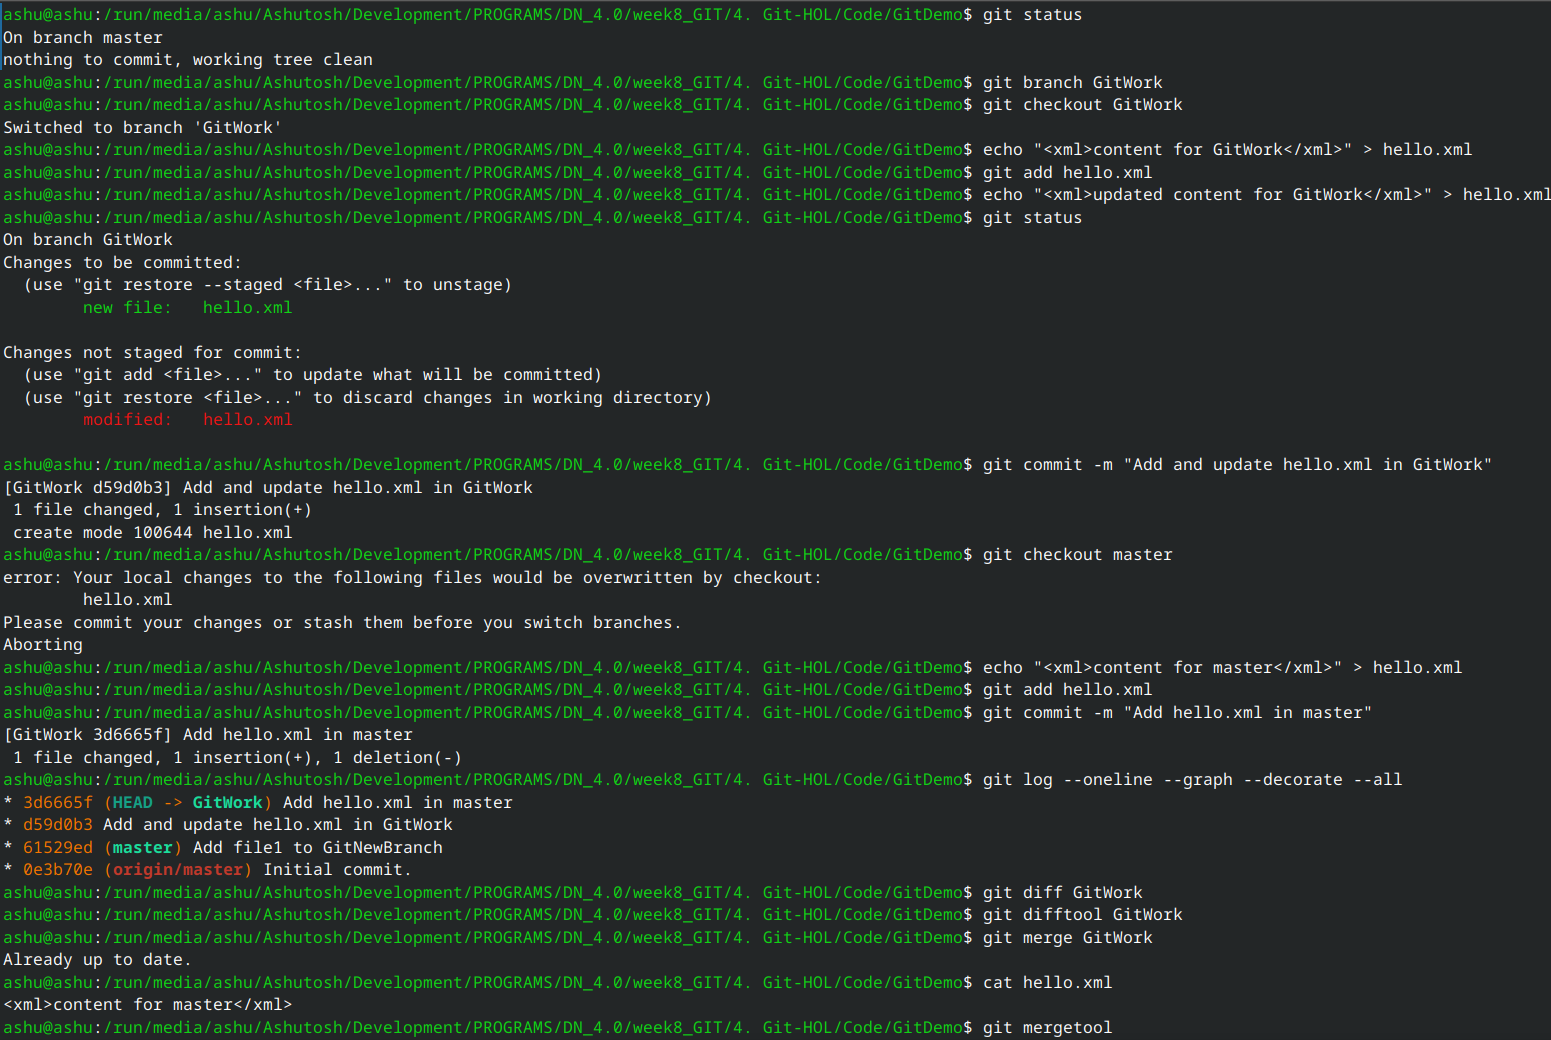 ashu@ashu:/run/media/ashu/Ashutosh/Development/PROGRAMS/DN_4.0/week8_GIT/4. Git-HOL/Code/GitDemo$ git status
On branch master
nothing to commit, working tree clean
ashu@ashu:/run/media/ashu/Ashutosh/Development/PROGRAMS/DN_4.0/week8_GIT/4. Git-HOL/Code/GitDemo$ git branch GitWork
ashu@ashu:/run/media/ashu/Ashutosh/Development/PROGRAMS/DN_4.0/week8_GIT/4. Git-HOL/Code/GitDemo$ git checkout GitWork
Switched to branch 'GitWork'
ashu@ashu:/run/media/ashu/Ashutosh/Development/PROGRAMS/DN_4.0/week8_GIT/4. Git-HOL/Code/GitDemo$ echo "<xml>content for GitWork</xml>" > hello.xml
ashu@ashu:/run/media/ashu/Ashutosh/Development/PROGRAMS/DN_4.0/week8_GIT/4. Git-HOL/Code/GitDemo$ git add hello.xml
ashu@ashu:/run/media/ashu/Ashutosh/Development/PROGRAMS/DN_4.0/week8_GIT/4. Git-HOL/Code/GitDemo$ echo "<xml>updated content for GitWork</xml>" > hello.xml
ashu@ashu:/run/media/ashu/Ashutosh/Development/PROGRAMS/DN_4.0/week8_GIT/4. Git-HOL/Code/GitDemo$ git status
On branch GitWork
Changes to be committed:
  (use "git restore --staged <file>..." to unstage)
        new file:   hello.xml

Changes not staged for commit:
  (use "git add <file>..." to update what will be committed)
  (use "git restore <file>..." to discard changes in working directory)
        modified:   hello.xml

ashu@ashu:/run/media/ashu/Ashutosh/Development/PROGRAMS/DN_4.0/week8_GIT/4. Git-HOL/Code/GitDemo$ git commit -m "Add and update hello.xml in GitWork"
[GitWork d59d0b3] Add and update hello.xml in GitWork
 1 file changed, 1 insertion(+)
 create mode 100644 hello.xml
ashu@ashu:/run/media/ashu/Ashutosh/Development/PROGRAMS/DN_4.0/week8_GIT/4. Git-HOL/Code/GitDemo$ git checkout master
error: Your local changes to the following files would be overwritten by checkout:
        hello.xml
Please commit your changes or stash them before you switch branches.
Aborting
ashu@ashu:/run/media/ashu/Ashutosh/Development/PROGRAMS/DN_4.0/week8_GIT/4. Git-HOL/Code/GitDemo$ echo "<xml>content for master</xml>" > hello.xml
ashu@ashu:/run/media/ashu/Ashutosh/Development/PROGRAMS/DN_4.0/week8_GIT/4. Git-HOL/Code/GitDemo$ git add hello.xml
ashu@ashu:/run/media/ashu/Ashutosh/Development/PROGRAMS/DN_4.0/week8_GIT/4. Git-HOL/Code/GitDemo$ git commit -m "Add hello.xml in master"
[GitWork 3d6665f] Add hello.xml in master
 1 file changed, 1 insertion(+), 1 deletion(-)
ashu@ashu:/run/media/ashu/Ashutosh/Development/PROGRAMS/DN_4.0/week8_GIT/4. Git-HOL/Code/GitDemo$ git log --oneline --graph --decorate --all
* 3d6665f (HEAD -> GitWork) Add hello.xml in master
* d59d0b3 Add and update hello.xml in GitWork
* 61529ed (master) Add file1 to GitNewBranch
* 0e3b70e (origin/master) Initial commit.
ashu@ashu:/run/media/ashu/Ashutosh/Development/PROGRAMS/DN_4.0/week8_GIT/4. Git-HOL/Code/GitDemo$ git diff GitWork
ashu@ashu:/run/media/ashu/Ashutosh/Development/PROGRAMS/DN_4.0/week8_GIT/4. Git-HOL/Code/GitDemo$ git difftool GitWork
ashu@ashu:/run/media/ashu/Ashutosh/Development/PROGRAMS/DN_4.0/week8_GIT/4. Git-HOL/Code/GitDemo$ git merge GitWork
Already up to date.
ashu@ashu:/run/media/ashu/Ashutosh/Development/PROGRAMS/DN_4.0/week8_GIT/4. Git-HOL/Code/GitDemo$ cat hello.xml
<xml>content for master</xml>
ashu@ashu:/run/media/ashu/Ashutosh/Development/PROGRAMS/DN_4.0/week8_GIT/4. Git-HOL/Code/GitDemo$ git mergetool